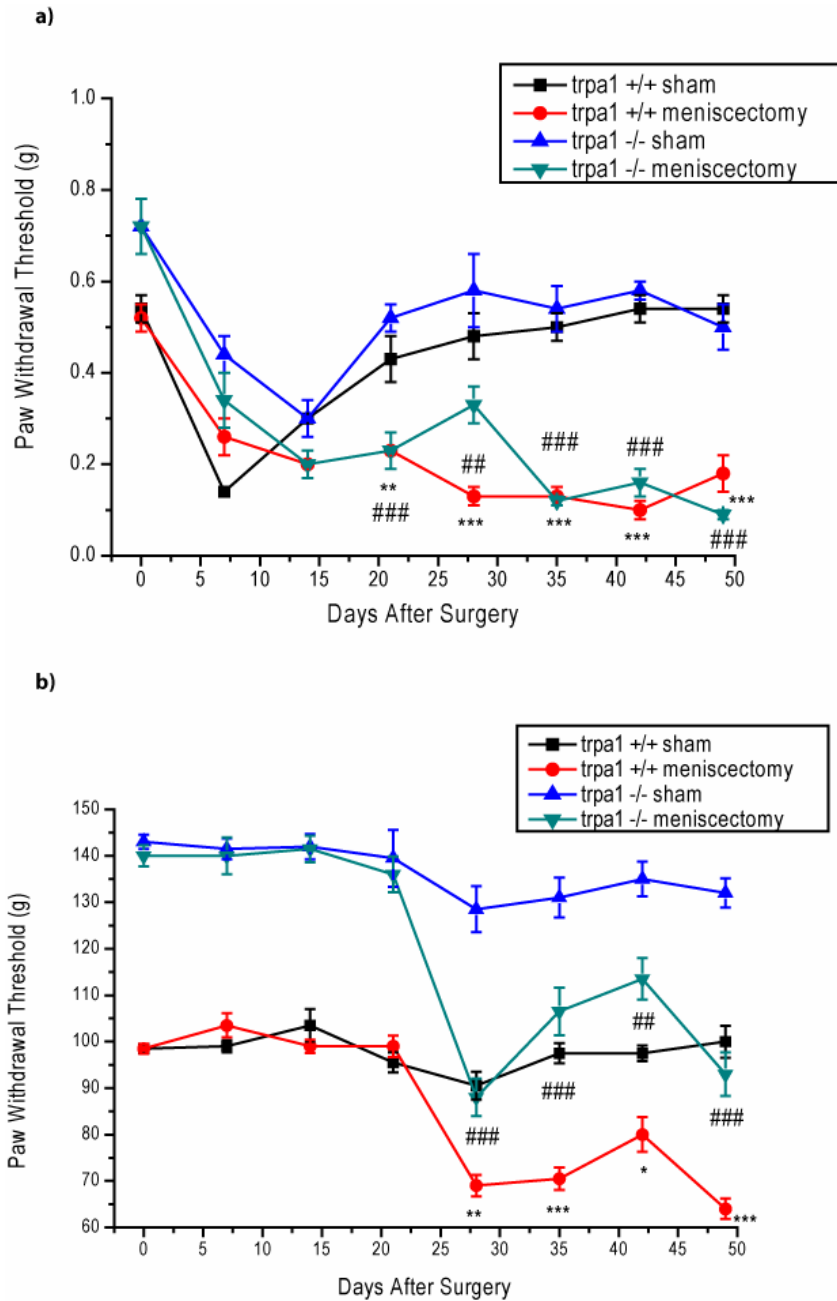 a)
trpa1 +/+ sham
trpa1 +/+ meniscectomy
trpa1 -/- sham
trpa1 -/- meniscectomy
1.0
0.8
0.6
0.4
0.2
0.0
Paw Withdrawal Threshold (g)
**
###
##
***
###
***
###
***
***
###
0 5 10 15 20 25 30 35 40 45 50
Days After Surgery
b)
trpa1 +/+ sham
trpa1 +/+ meniscectomy
trpa1 -/- sham
trpa1 -/- meniscectomy
150
140
130
120
110
100
90
80
70
60
Paw Withdrawal Threshold (g)
###
**
###
***
##
*
###
***
0 5 10 15 20 25 30 35 40 45 50
Days After Surgery